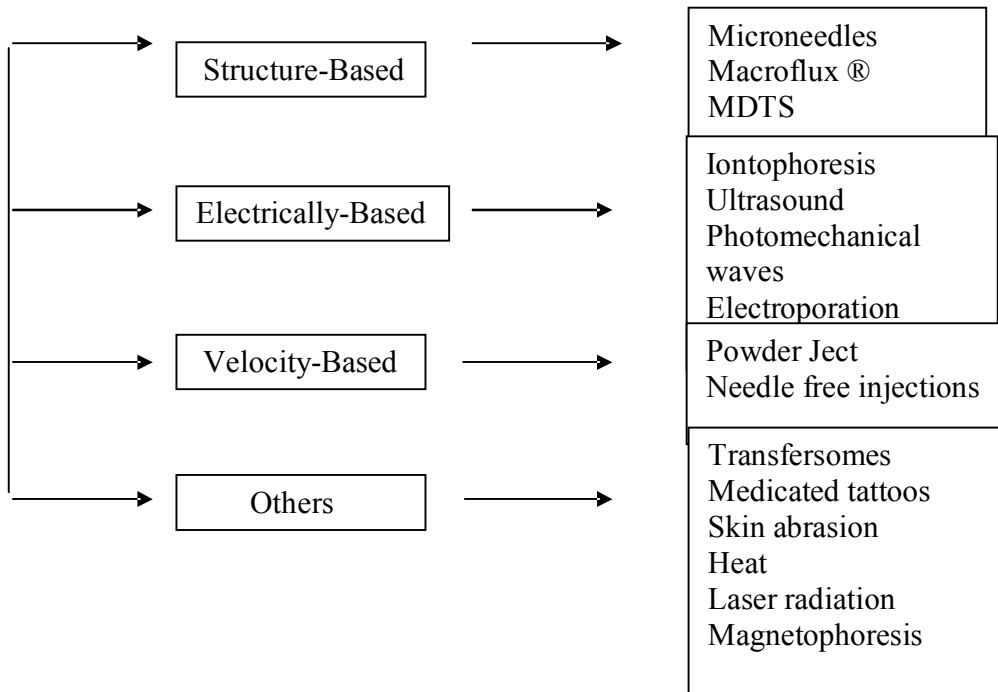 Structure-Based
Microneedles
Macroflux ®
MDTS
Electrically-Based
Iontophoresis
Ultrasound
Photomechanical
waves
Electroporation
Velocity-Based
Powder Ject
Needle free injections
Others
Transfersomes
Medicated tattoos
Skin abrasion
Heat
Laser radiation
Magnetophoresis